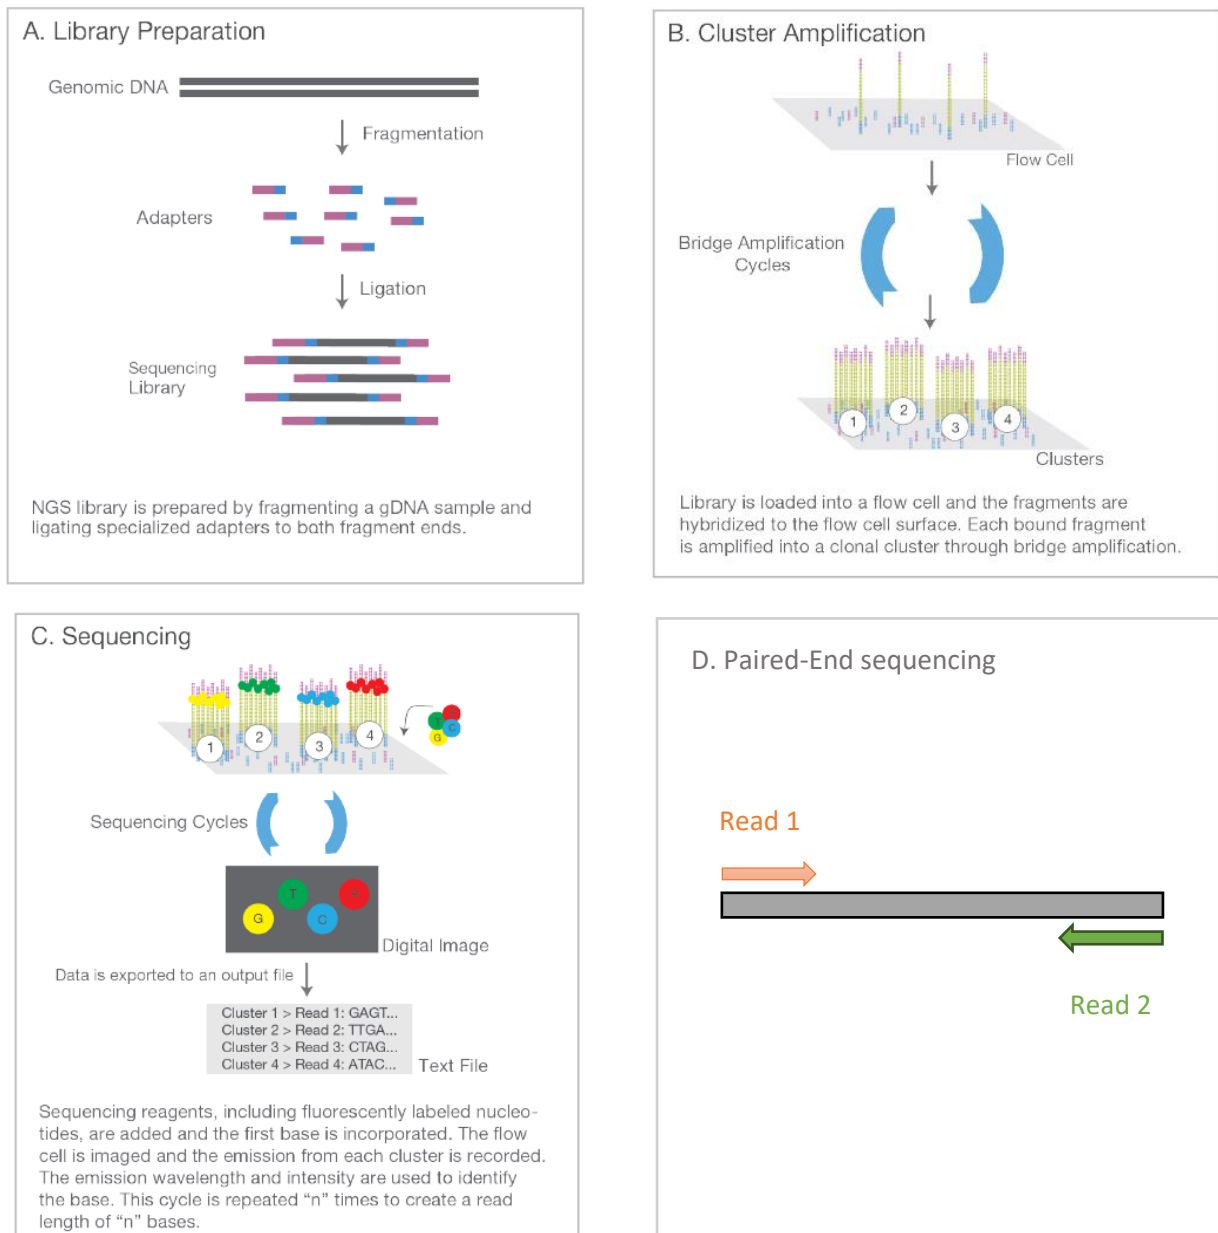 A. Library Preparation
Genomic DNA
Fragmentation
Adapters
Ligation
Sequencing
Library
NGS library is prepared by fragmenting a gDNA sample and
ligating specialized adapters to both fragment ends.
B. Cluster Amplification
Flow Cell
Bridge Amplification
Cycles
1
2
3
4
Clusters
Library is loaded into a flow cell and the fragments are
hybridized to the flow cell surface. Each bound fragment
is amplified into a clonal cluster through bridge amplification.
C. Sequencing
1
2
3
4
A
T
C
G
Sequencing Cycles
T
A
G
C
Digital Image
Data is exported to an output file
Cluster 1 > Read 1: GAGT...
Cluster 2 > Read 2: TTGA...
Cluster 3 > Read 3: CTAG...
Cluster 4 > Read 4: ATAC...
Text File
Sequencing reagents, including fluorescently labeled nucleo-
tides, are added and the first base is incorporated. The flow
cell is imaged and the emission from each cluster is recorded.
The emission wavelength and intensity are used to identify
the base. This cycle is repeated “n” times to create a read
length of “n” bases.
D. Paired-End sequencing
Read 1
Read 2